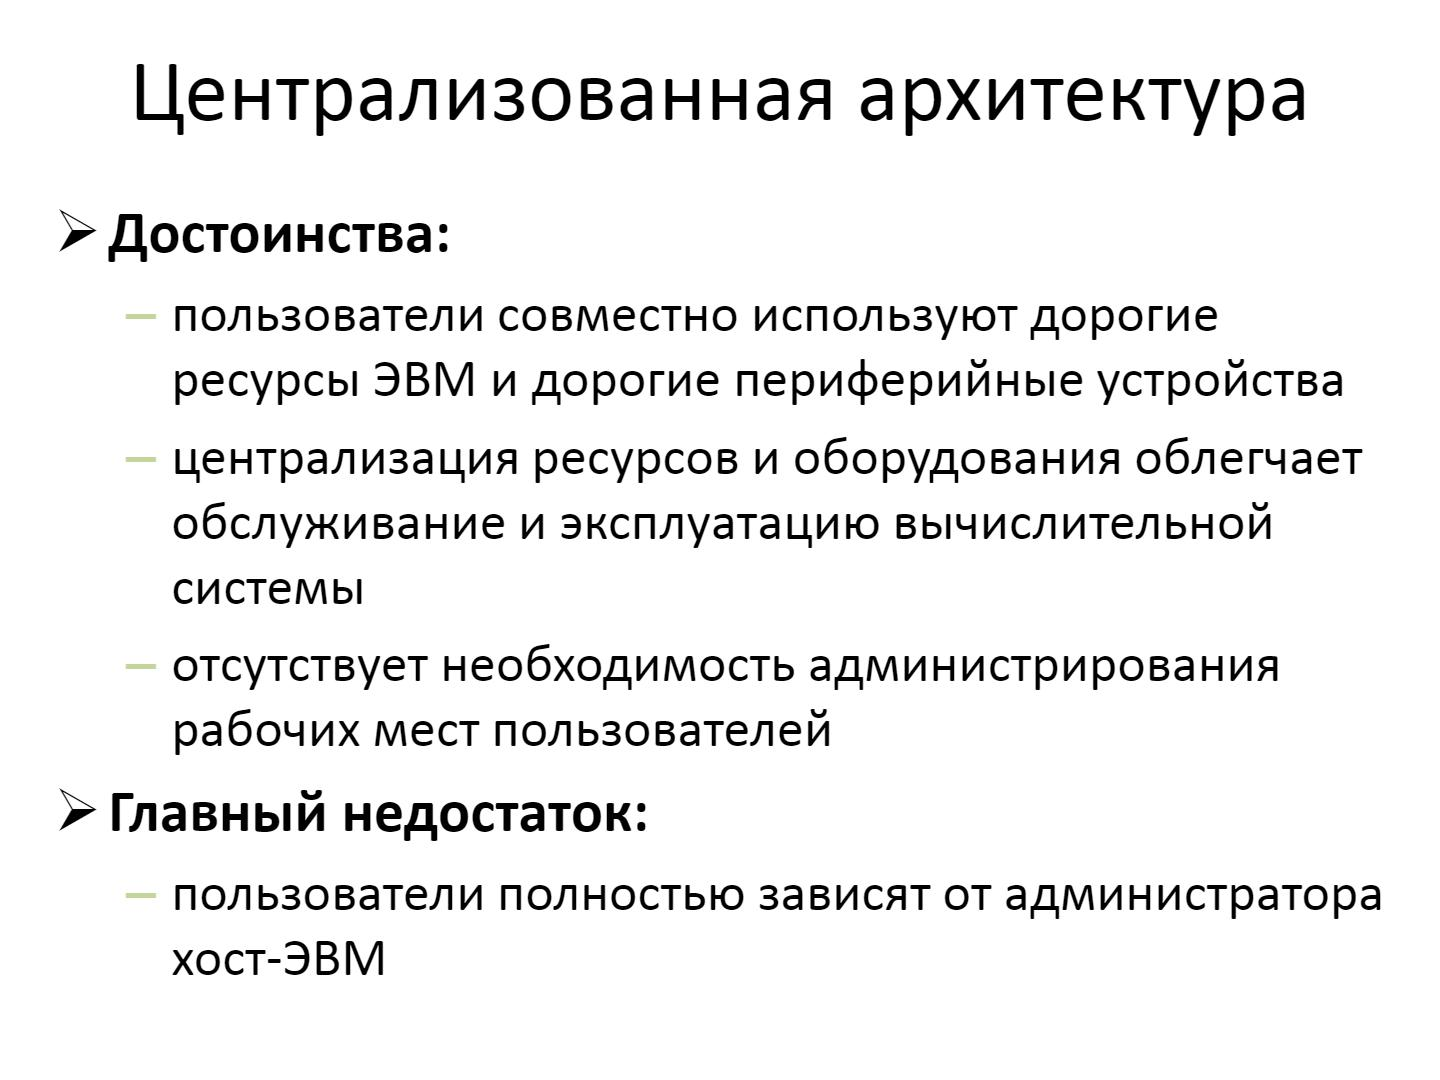 Централизованная архитектура
Достоинства:
– пользователи совместно используют дорогие
ресурсы ЭВМ и дорогие периферийные устройства
– централизация ресурсов и оборудования облегчает
обслуживание и эксплуатацию вычислительной
системы
– отсутствует необходимость администрирования
рабочих мест пользователей
Главный недостаток:
– пользователи полностью зависят от администратора
хост-ЭВМ